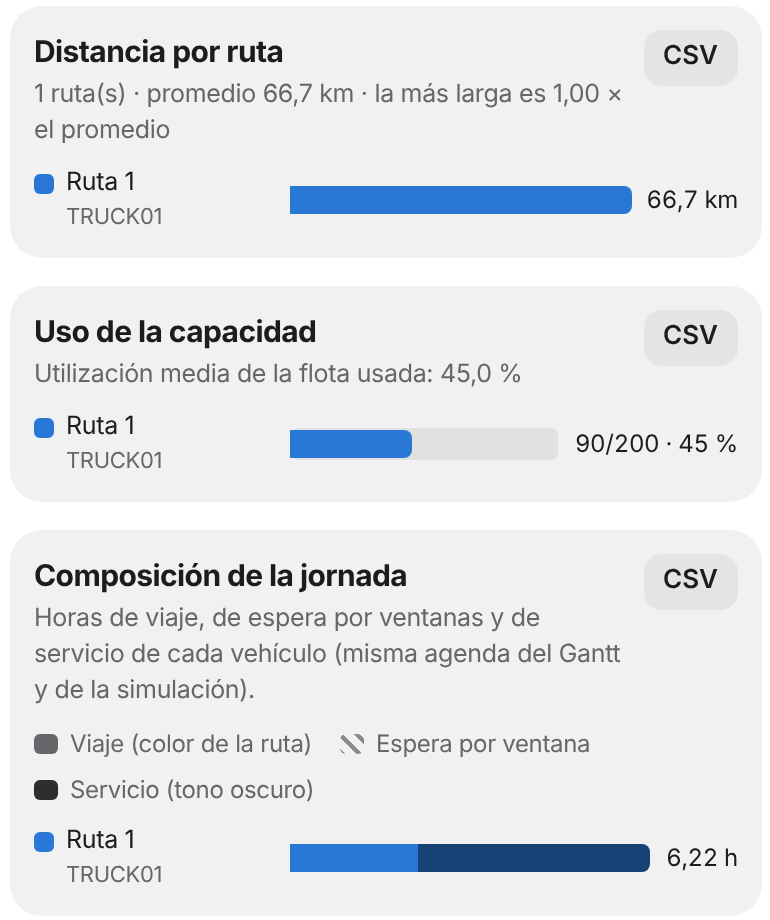 Distancia por ruta
CSV
1 ruta(s) · promedio 66,7 km · la más larga es 1,00 ×
el promedio
Ruta 1
TRUCK01
66,7 km
Uso de la capacidad
CSV
Utilización media de la flota usada: 45,0 %
Ruta 1
TRUCK01
90/200 · 45 %
Composición de la jornada
CSV
Horas de viaje, de espera por ventanas y de
servicio de cada vehículo (misma agenda del Gantt
y de la simulación).
Viaje (color de la ruta)
Espera por ventana
Servicio (tono oscuro)
Ruta 1
TRUCK01
6,22 h